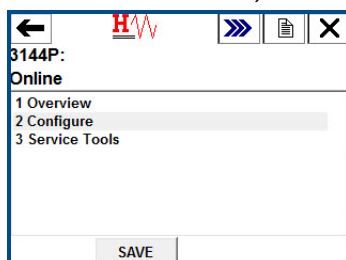 H
3144P:
Online
1 Overview
2 Configure
3 Service Tools
SAVE